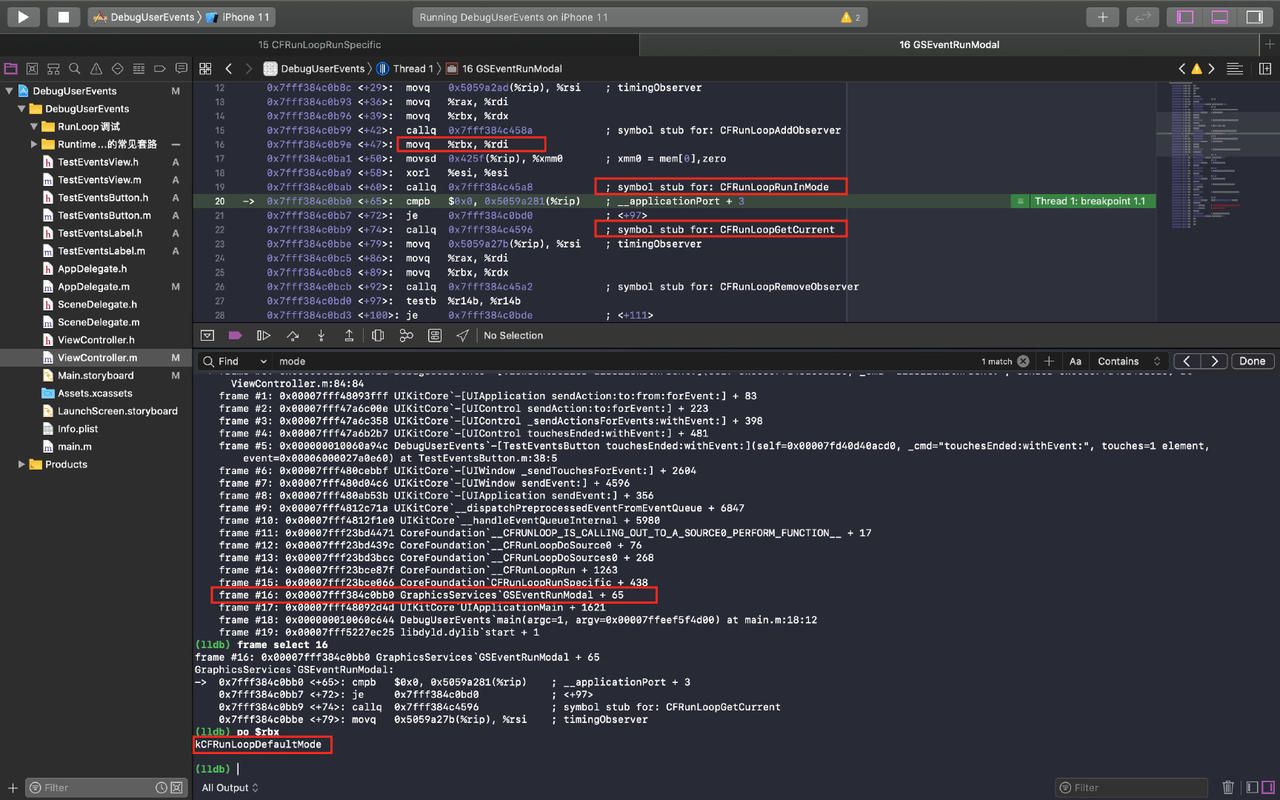 DebugUserEvents 〉 iPhone 11
Running DebugUserEvents on iPhone 11
2
15 CFRunLoopRunSpecific
16 GSEventRunModal
DebugUserEvents 〉 Thread 1 〉 16 GSEventRunModal
DebugUserEvents M
DebugUserEvents
RunLoop 调试
Runtime ...的常见套路 —
TestEventsView.h A
TestEventsView.m A
TestEventsButton.h A
TestEventsButton.m A
TestEventsLabel.h A
TestEventsLabel.m A
AppDelegate.h
AppDelegate.m M
SceneDelegate.h
SceneDelegate.m
ViewController.h
ViewController.m M
Main.storyboard M
Assets.xcassets
LaunchScreen.storyboard
Info.plist
main.m
Products
Filter
12 0x7fff384c0b8c <+29>: movq 0x5059a2ad(%rip), %rsi ; timingObserver
13 0x7fff384c0b93 <+36>: movq %rax, %rdi
14 0x7fff384c0b96 <+39>: movq %rbx, %rdx
15 0x7fff384c0b99 <+42>: callq 0x7fff384c458a ; symbol stub for: CFRunLoopAddObserver
16 0x7fff384c0b9e <+47>: movq %rbx, %rdi
17 0x7fff384c0ba1 <+50>: movsd 0x425f(%rip), %xmm0 ; xmm0 = mem[0],zero
18 0x7fff384c0ba9 <+58>: xorl %esi, %esi
19 0x7fff384c0bab <+60>: callq 0x7fff384c45a8 ; symbol stub for: CFRunLoopRunInMode
20 -> 0x7fff384c0bb0 <+65>: cmpb $0x0, 0x5059a281(%rip) ; __applicationPort + 3
Thread 1: breakpoint 1.1
21 0x7fff384c0bb7 <+72>: je 0x7fff384c0bd0 ; <+97>
22 0x7fff384c0bb9 <+74>: callq 0x7fff384c4596 ; symbol stub for: CFRunLoopGetCurrent
23 0x7fff384c0bbe <+79>: movq 0x5059a27b(%rip), %rsi ; timingObserver
24 0x7fff384c0bc5 <+86>: movq %rax, %rdi
25 0x7fff384c0bc8 <+89>: movq %rbx, %rdx
26 0x7fff384c0bcb <+92>: callq 0x7fff384c45a2 ; symbol stub for: CFRunLoopRemoveObserver
27 0x7fff384c0bd0 <+97>: testb %r14b, %r14b
28 0x7fff384c0bd3 <+100>: je 0x7fff384c0bde ; <+111>
No Selection
Find mode 1 match Aa Contains Done
ViewController.m:84:84
frame #1: 0x00007fff48093fff UIKitCore`-[UIApplication sendAction:to:from:forEvent:] + 83
frame #2: 0x00007fff47a6c00e UIKitCore`-[UIControl sendAction:to:forEvent:] + 223
frame #3: 0x00007fff47a6c358 UIKitCore`-[UIControl _sendActionsForEvents:withEvent:] + 398
frame #4: 0x00007fff47a6b2b7 UIKitCore`-[UIControl touchesEnded:withEvent:] + 481
frame #5: 0x000000010060a94c DebugUserEvents`-[TestEventsButton touchesEnded:withEvent:](self=0x00007fd40d40acd0, _cmd="touchesEnded:withEvent:", touches=1 element,
event=0x00006000027a0e60) at TestEventsButton.m:38:5
frame #6: 0x00007fff480cebbf UIKitCore`-[UIWindow _sendTouchesForEvent:] + 2604
frame #7: 0x00007fff480d04c6 UIKitCore`-[UIWindow sendEvent:] + 4596
frame #8: 0x00007fff480ab53b UIKitCore`-[UIApplication sendEvent:] + 356
frame #9: 0x00007fff4812c71a UIKitCore`__dispatchPreprocessedEventFromEventQueue + 6847
frame #10: 0x00007fff4812f1e0 UIKitCore`__handleEventQueueInternal + 5980
frame #11: 0x00007fff23bd4471 CoreFoundation`__CFRUNLOOP_IS_CALLING_OUT_TO_A_SOURCE0_PERFORM_FUNCTION__ + 17
frame #12: 0x00007fff23bd439c CoreFoundation`__CFRunLoopDoSource0 + 76
frame #13: 0x00007fff23bd3bcc CoreFoundation`__CFRunLoopDoSources0 + 268
frame #14: 0x00007fff23bce87f CoreFoundation`__CFRunLoopRun + 1263
frame #15: 0x00007fff23bce066 CoreFoundation`CFRunLoopRunSpecific + 438
frame #16: 0x00007fff384c0bb0 GraphicsServices`GSEventRunModal + 65
frame #17: 0x00007fff48092d4d UIKitCore`UIApplicationMain + 1621
frame #18: 0x000000010060c644 DebugUserEvents`main(argc=1, argv=0x00007ffeef5f4d00) at main.m:18:12
frame #19: 0x00007fff5227ec25 libdyld.dylib`start + 1
(lldb) frame select 16
frame #16: 0x00007fff384c0bb0 GraphicsServices`GSEventRunModal + 65
GraphicsServices`GSEventRunModal:
-> 0x7fff384c0bb0 <+65>: cmpb $0x0, 0x5059a281(%rip) ; __applicationPort + 3
0x7fff384c0bb7 <+72>: je 0x7fff384c0bd0 ; <+97>
0x7fff384c0bb9 <+74>: callq 0x7fff384c4596 ; symbol stub for: CFRunLoopGetCurrent
0x7fff384c0bbe <+79>: movq 0x5059a27b(%rip), %rsi ; timingObserver
(lldb) po $rbx
kCFRunLoopDefaultMode
(lldb)
All Output
Filter